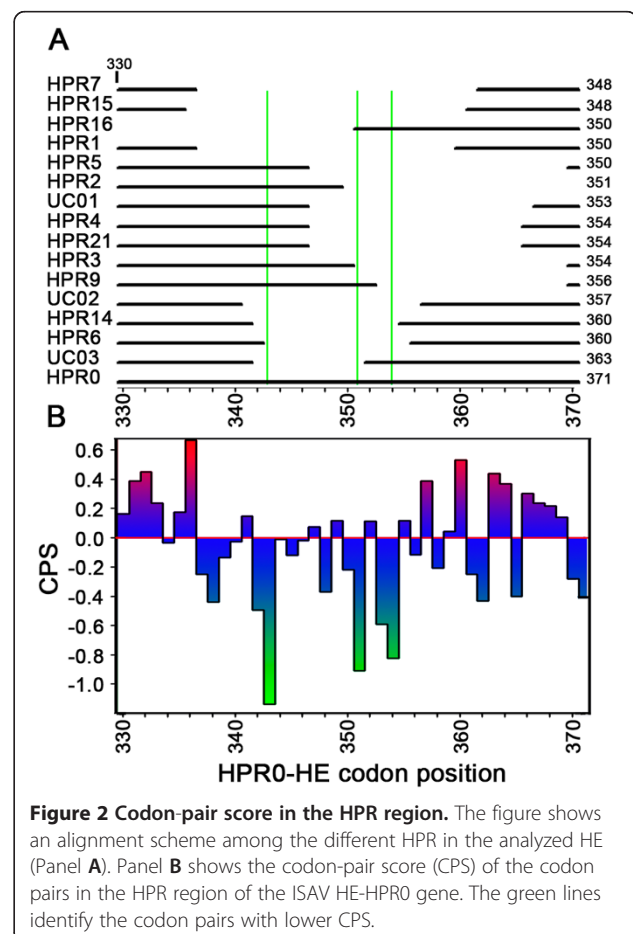 A
330
HPR7 348
HPR15 348
HPR16 350
HPR1 350
HPR5 350
HPR2 351
UC01 353
HPR4 354
HPR21 354
HPR3 354
HPR9 356
UC02 357
HPR14 360
HPR6 360
UC03 363
HPR0 371
330 340 350 360 370
B
0.6
0.4
0.2
0.0
-0.2
-0.4
-0.6
-0.8
-1.0
CPS
330 340 350 360 370
HPR0-HE codon position
Figure 2 Codon-pair score in the HPR region. The figure shows
an alignment scheme among the different HPR in the analyzed HE
(Panel A). Panel B shows the codon-pair score (CPS) of the codon
pairs in the HPR region of the ISAV HE-HPR0 gene. The green lines
identify the codon pairs with lower CPS.